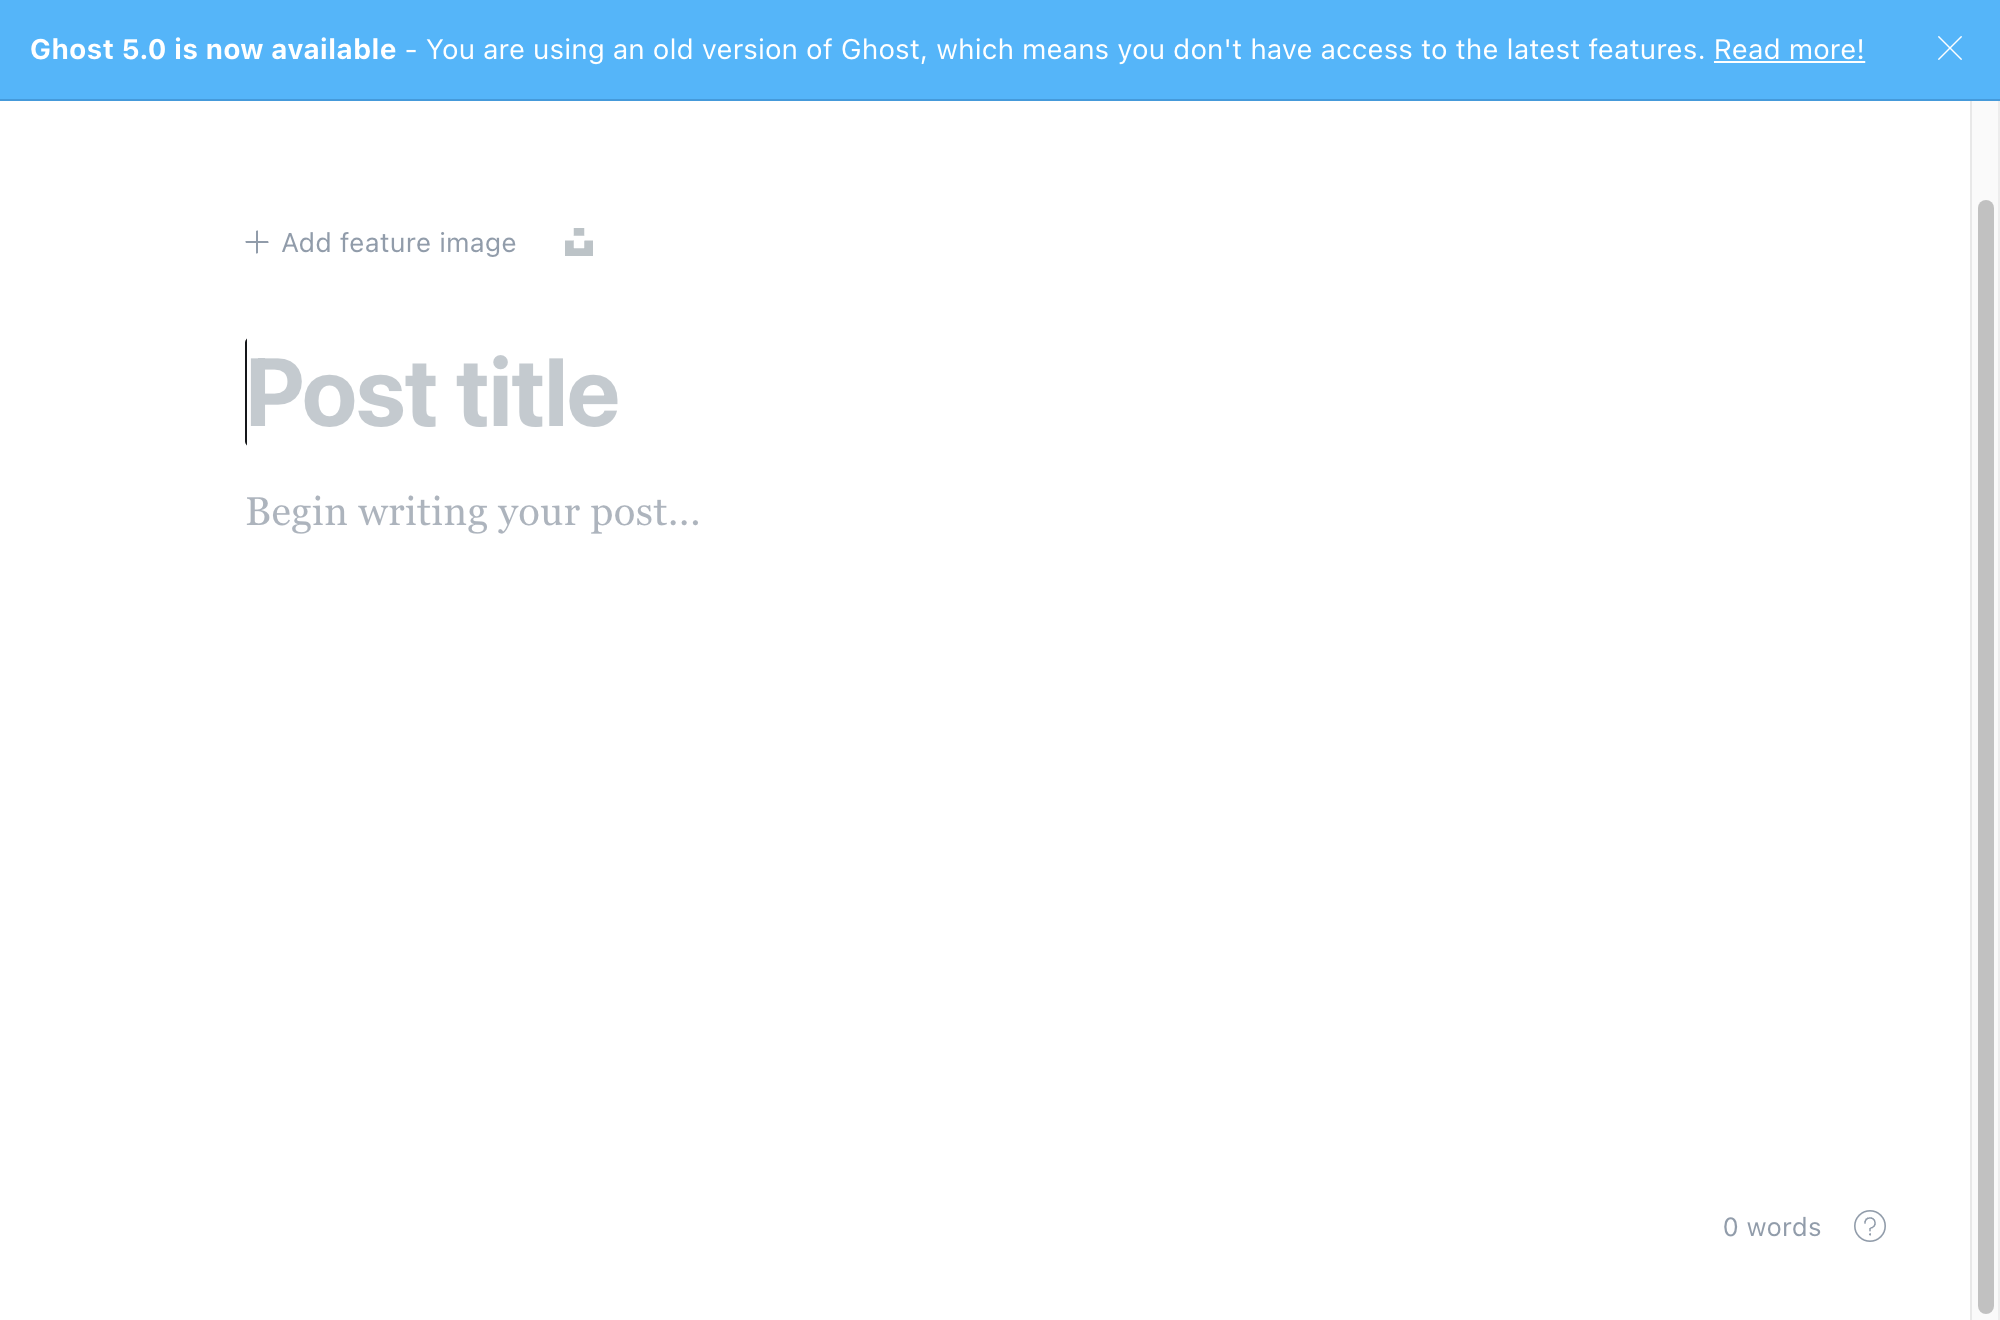 Ghost 5.0 is now available - You are using an old version of Ghost, which means you don't have access to the latest features. Read more!
Add feature image
Post title
Begin writing your post...
0 words
?